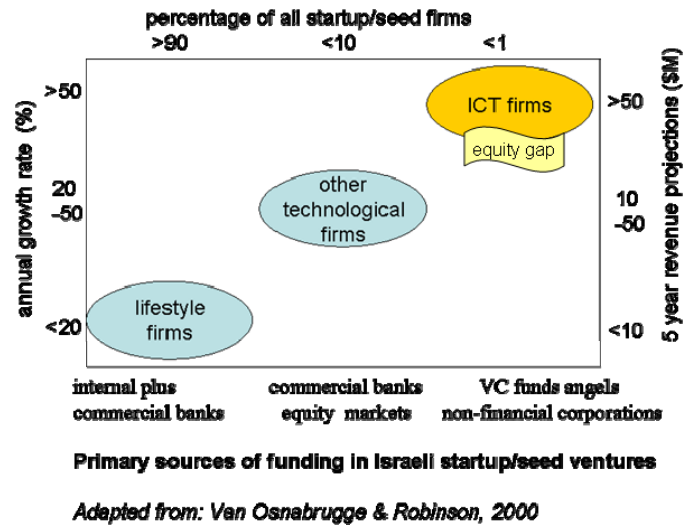 percentage of all startup/seed firms
>90 <10 <1
annual growth rate (%)
>50
20
-50
<20
ICT firms
equity gap
other
technological
firms
lifestyle
firms
>50
10
-50
<10
5 year revenue projections ($M)
internal plus
commercial banks
commercial banks
equity markets
VC funds angels
non-financial corporations
Primary sources of funding in Israeli startup/seed ventures
Adapted from: Van Osnabrugge & Robinson, 2000